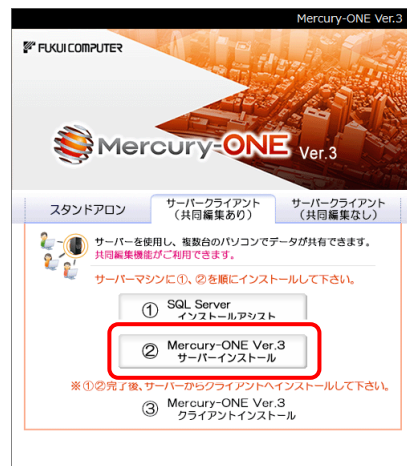 Mercury-ONE Ver.3
FUKUI COMPUTER
Mercury-ONE Ver.3
スタンドアロン
サーバークライアント
（共同編集あり）
サーバークライアント
（共同編集なし）
サーバーを使用し、複数台のパソコンでデータが共有できます。
共同編集機能がご利用できます。
サーバーマシンに①、②を順にインストールして下さい。
① SQL Server
インストールアシスト
② Mercury-ONE Ver.3
サーバーインストール
※①②完了後、サーバーからクライアントへインストールして下さい。
③ Mercury-ONE Ver.3
クライアントインストール